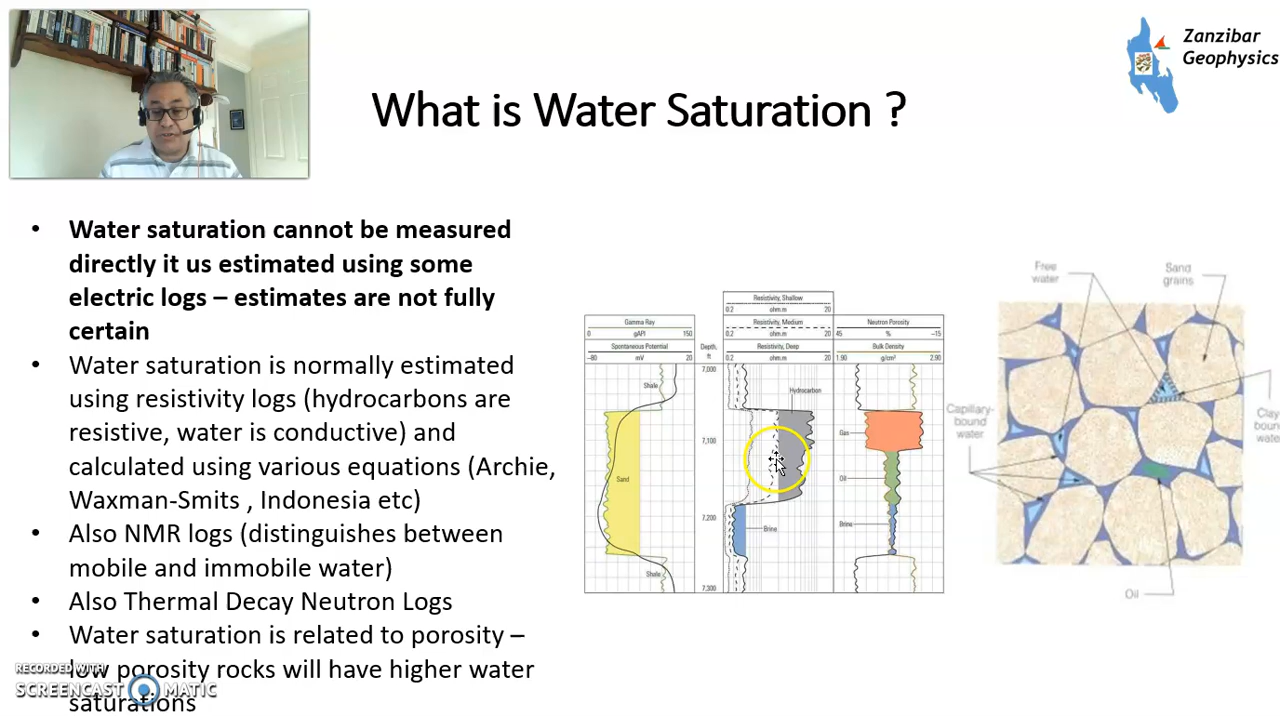 Zanzibar
Geophysics
What is Water Saturation ?
• Water saturation cannot be measured
directly it us estimated using some
electric logs – estimates are not fully
certain
• Water saturation is normally estimated
using resistivity logs (hydrocarbons are
resistive, water is conductive) and
calculated using various equations (Archie,
Waxman-Smits , Indonesia etc)
• Also NMR logs (distinguishes between
mobile and immobile water)
• Also Thermal Decay Neutron Logs
• Water saturation is related to porosity –
low porosity rocks will have higher water
saturations
RECORDED WITH
SCREENCAST MATIC
Resistivity, Shallow
0.2 ohm.m 20
Gamma Ray
0 gAPI 150
Resistivity, Medium
0.2 ohm.m 20
Neutron Porosity
45 % –15
Spontaneous Potential
–80 mV 20
Depth,
ft
Resistivity, Deep
0.2 ohm.m 20
Bulk Density
1.90 g/cm³ 2.90
7,000
Shale
Hydrocarbon
Gas
7,100
Sand
Oil
7,200
Brine
Brine
Shale
7,300
Free
water
Sand
grains
Capillary-
bound
water
Clay
bound
wate
Oil